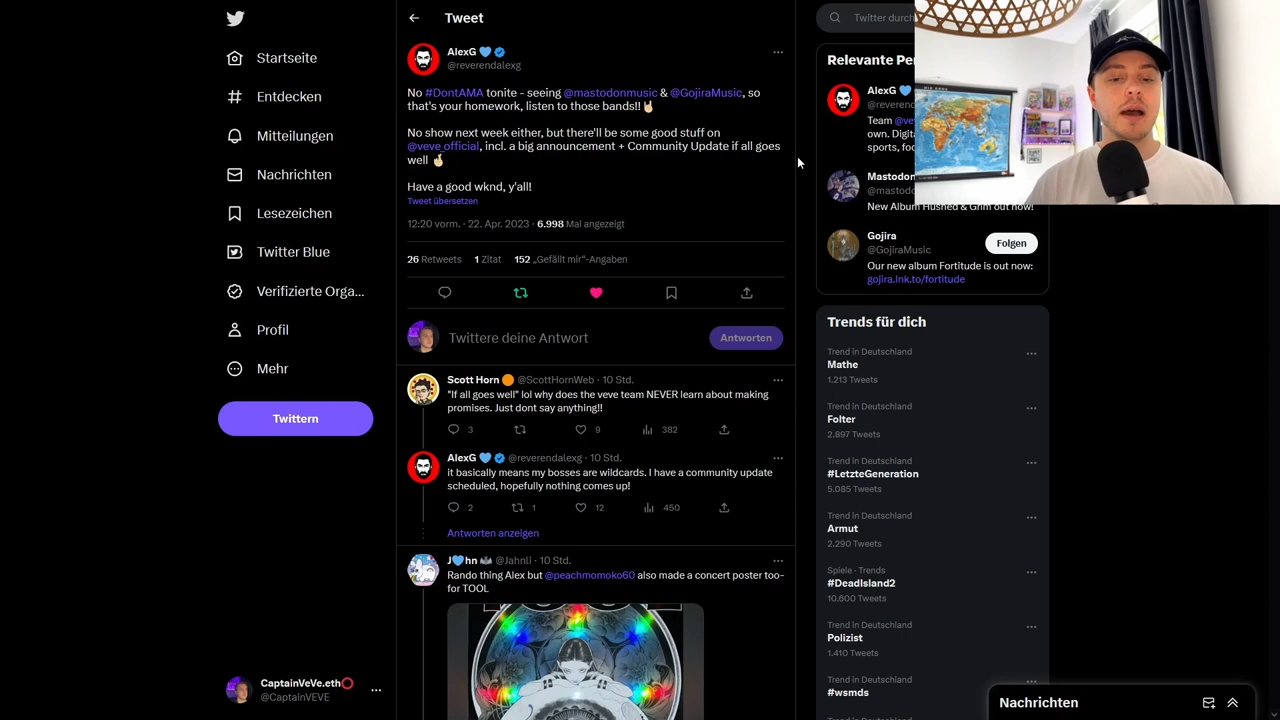 Startseite
Entdecken
Mitteilungen
Nachrichten
Lesezeichen
Twitter Blue
Verifizierte Orga...
Profil
Mehr
Twittern
CaptainVeVe.eth⭕
@CaptainVEVE
Tweet
AlexG 💙
@reverendalexg
No #DontAMA tonite - seeing @mastodonmusic & @GojiraMusic, so
that's your homework, listen to those bands!! 🤘
No show next week either, but there'll be some good stuff on
@veve_official, incl. a big announcement + Community Update if all goes
well 🤞
Have a good wknd, y'all!
Tweet übersetzen
12:20 vorm. · 22. Apr. 2023 · 6.998 Mal angezeigt
26 Retweets 1 Zitat 152 „Gefällt mir“-Angaben
Twittere deine Antwort
Antworten
Scott Horn 🟠 @ScottHornWeb · 10 Std.
"If all goes well" lol why does the veve team NEVER learn about making
promises. Just dont say anything!!
3 9 382
AlexG 💙 @reverendalexg · 10 Std.
it basically means my bosses are wildcards. I have a community update
scheduled, hopefully nothing comes up!
2 1 12 450
Antworten anzeigen
J💙hn 🦇 @Jahnli · 10 Std.
Rando thing Alex but @peachmomoko60 also made a concert poster too-
for TOOL
Twitter durch
Relevante Pe
AlexG 💙
@reverenda
Team @ve
own. Digit
sports, foo
Mastodon
@mastodo
New Album Hushed & Grim out now!
Gojira
@GojiraMusic
Folgen
Our new album Fortitude is out now:
gojira.lnk.to/fortitude
Trends für dich
Trend in Deutschland
Mathe
1.213 Tweets
Trend in Deutschland
Folter
2.897 Tweets
Trend in Deutschland
#LetzteGeneration
5.085 Tweets
Trend in Deutschland
Armut
2.290 Tweets
Spiele · Trends
#DeadIsland2
10.600 Tweets
Trend in Deutschland
Polizist
1.410 Tweets
Trend in Deutschland
#wsmds
Nachrichten